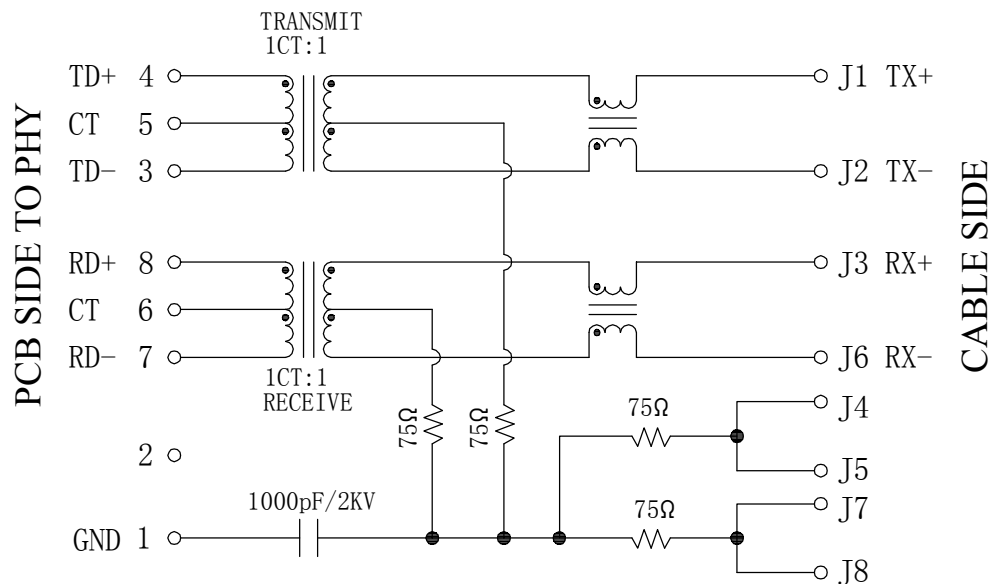 TRANSMIT
1CT:1
TD+ 4
CT 5
TD- 3
J1 TX+
J2 TX-
PCB SIDE TO PHY
CABLE SIDE
RD+ 8
CT 6
RD- 7
J3 RX+
J6 RX-
1CT:1
RECEIVE
75Ω
75Ω
75Ω
J4
J5
2
1000pF/2KV
75Ω
J7
GND 1
J8